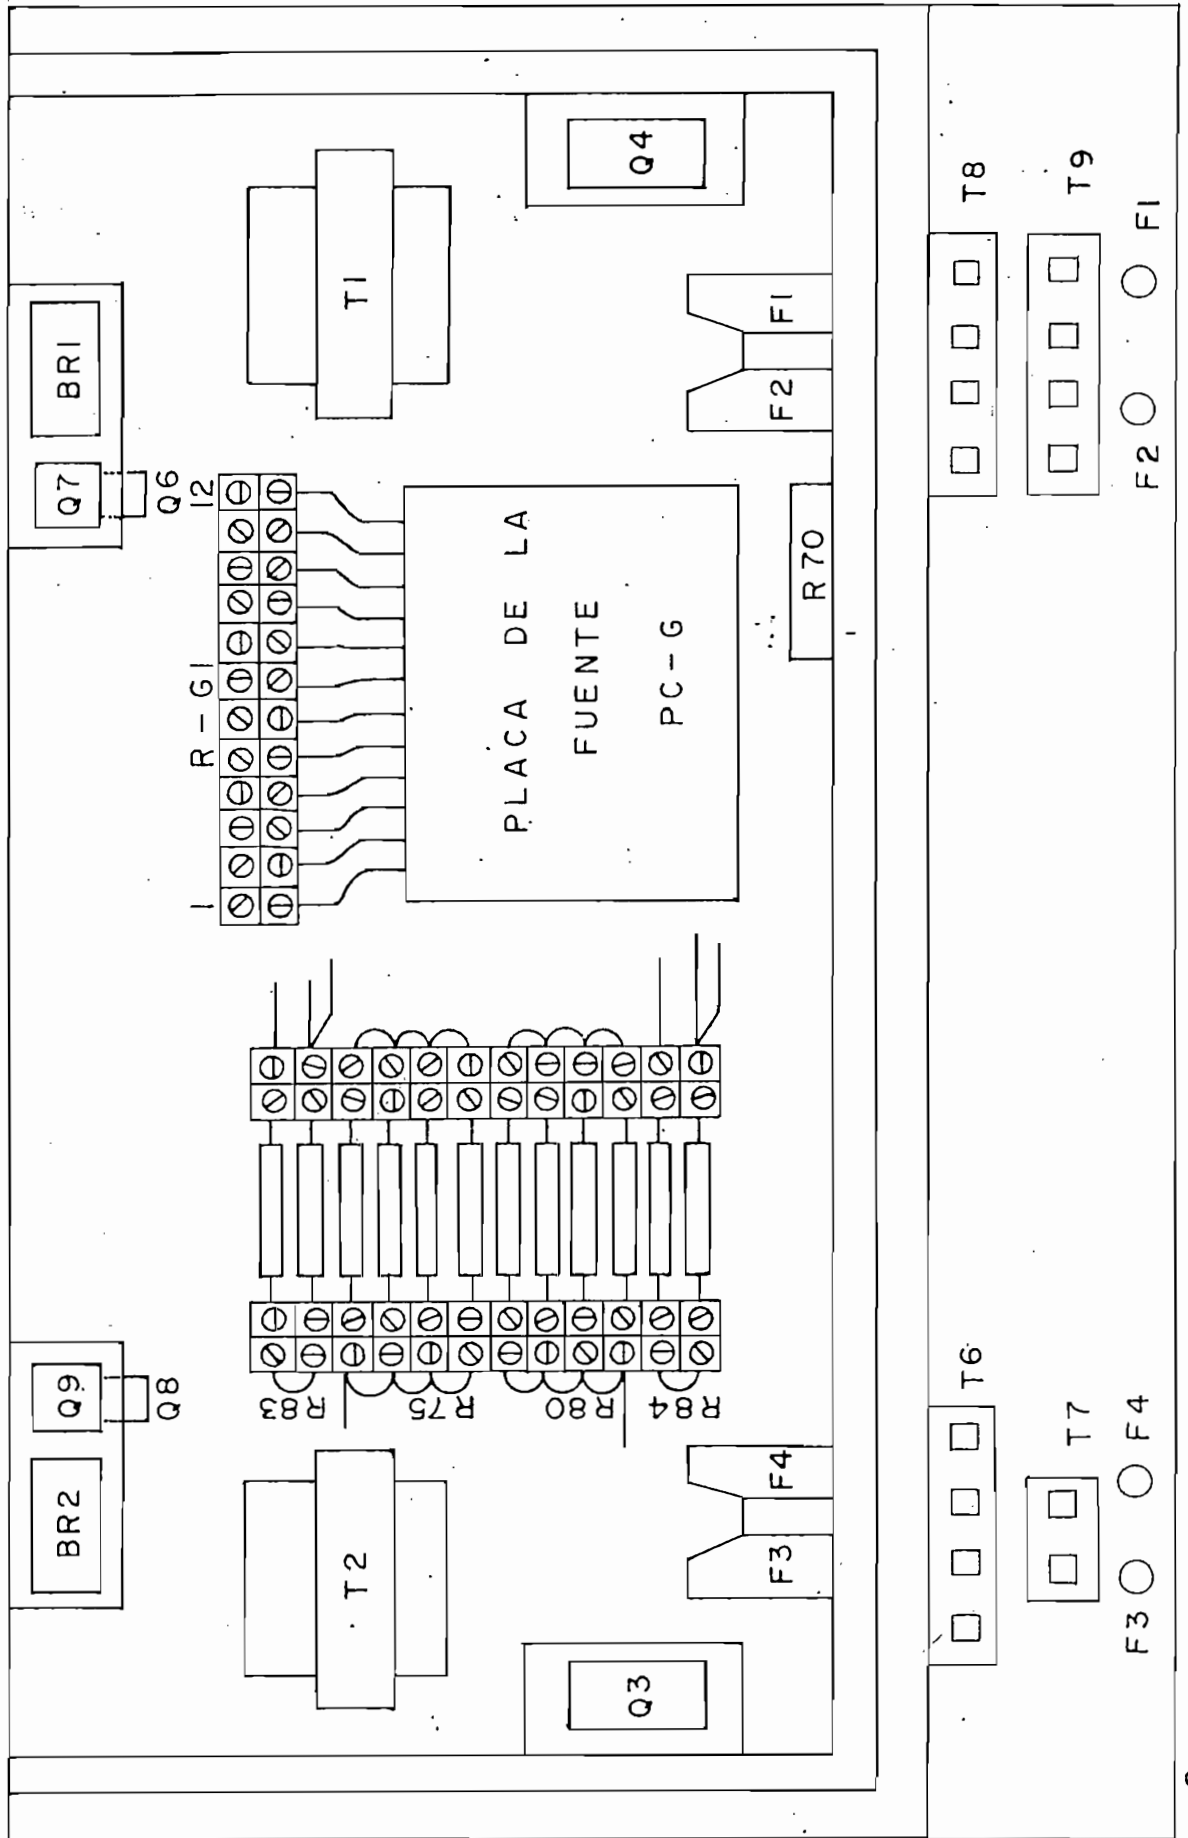 BR2
Q9
Q8
Q7
Q6
BR1
T2
R83
R75
R80
R84
1
R - G1
12
T1
PLACA DE LA
FUENTE
PC-G
R70
Q3
F3
F4
F2
F1
Q4
T6
T8
T7
T9
F3
F4
F2
F1